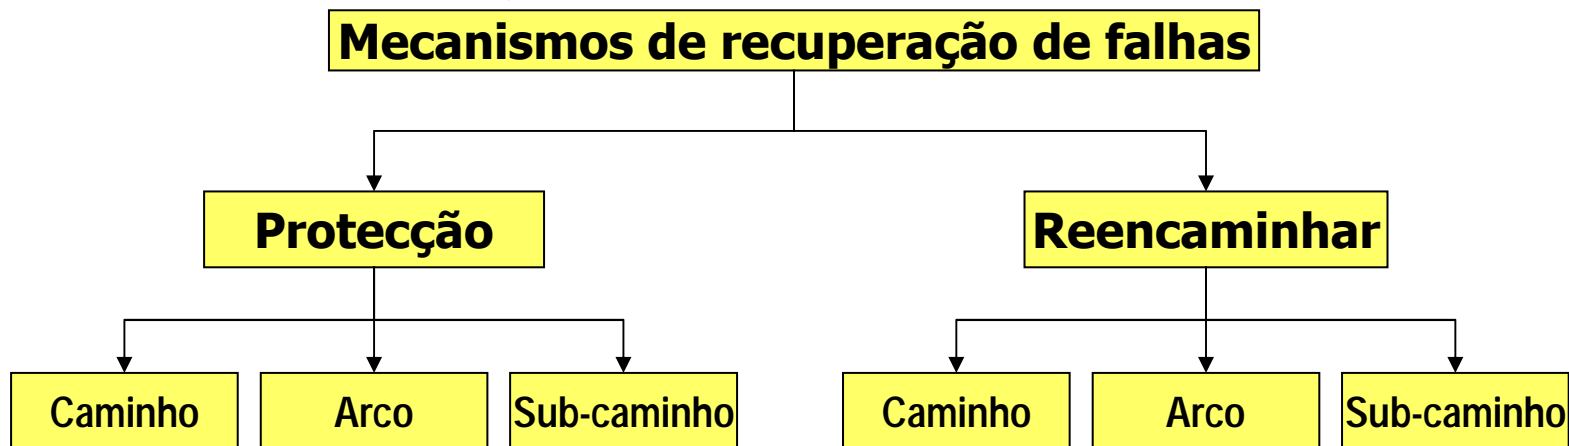 Mecanismos de recuperação de falhas
Protecção
Reencaminhar
Caminho
Arco
Sub-caminho
Caminho
Arco
Sub-caminho